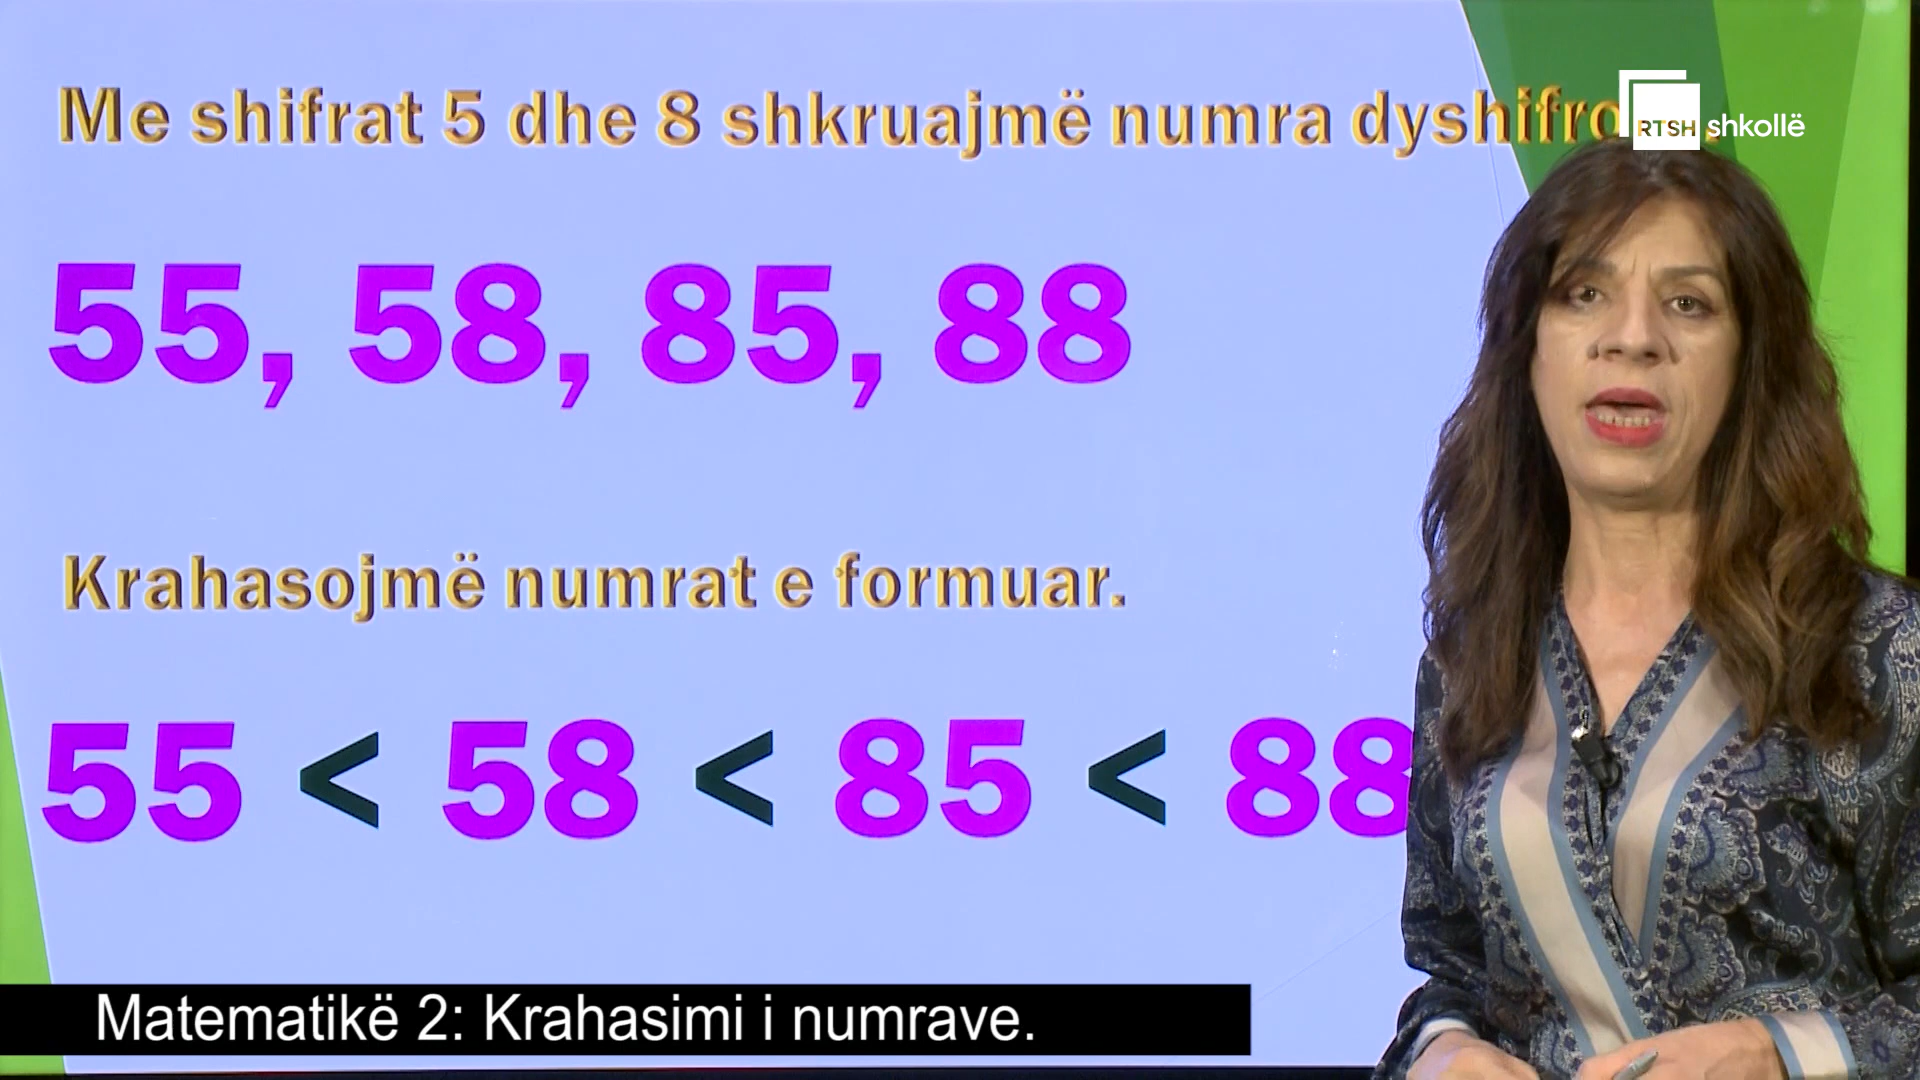 Me shifrat 5 dhe 8 shkruajmë numra
RTSH shkollë
55, 58, 85, 88
Krahasojmë numrat e formuar.
55 < 58 < 85 < 88
Matematikë 2: Krahasimi i numrave.